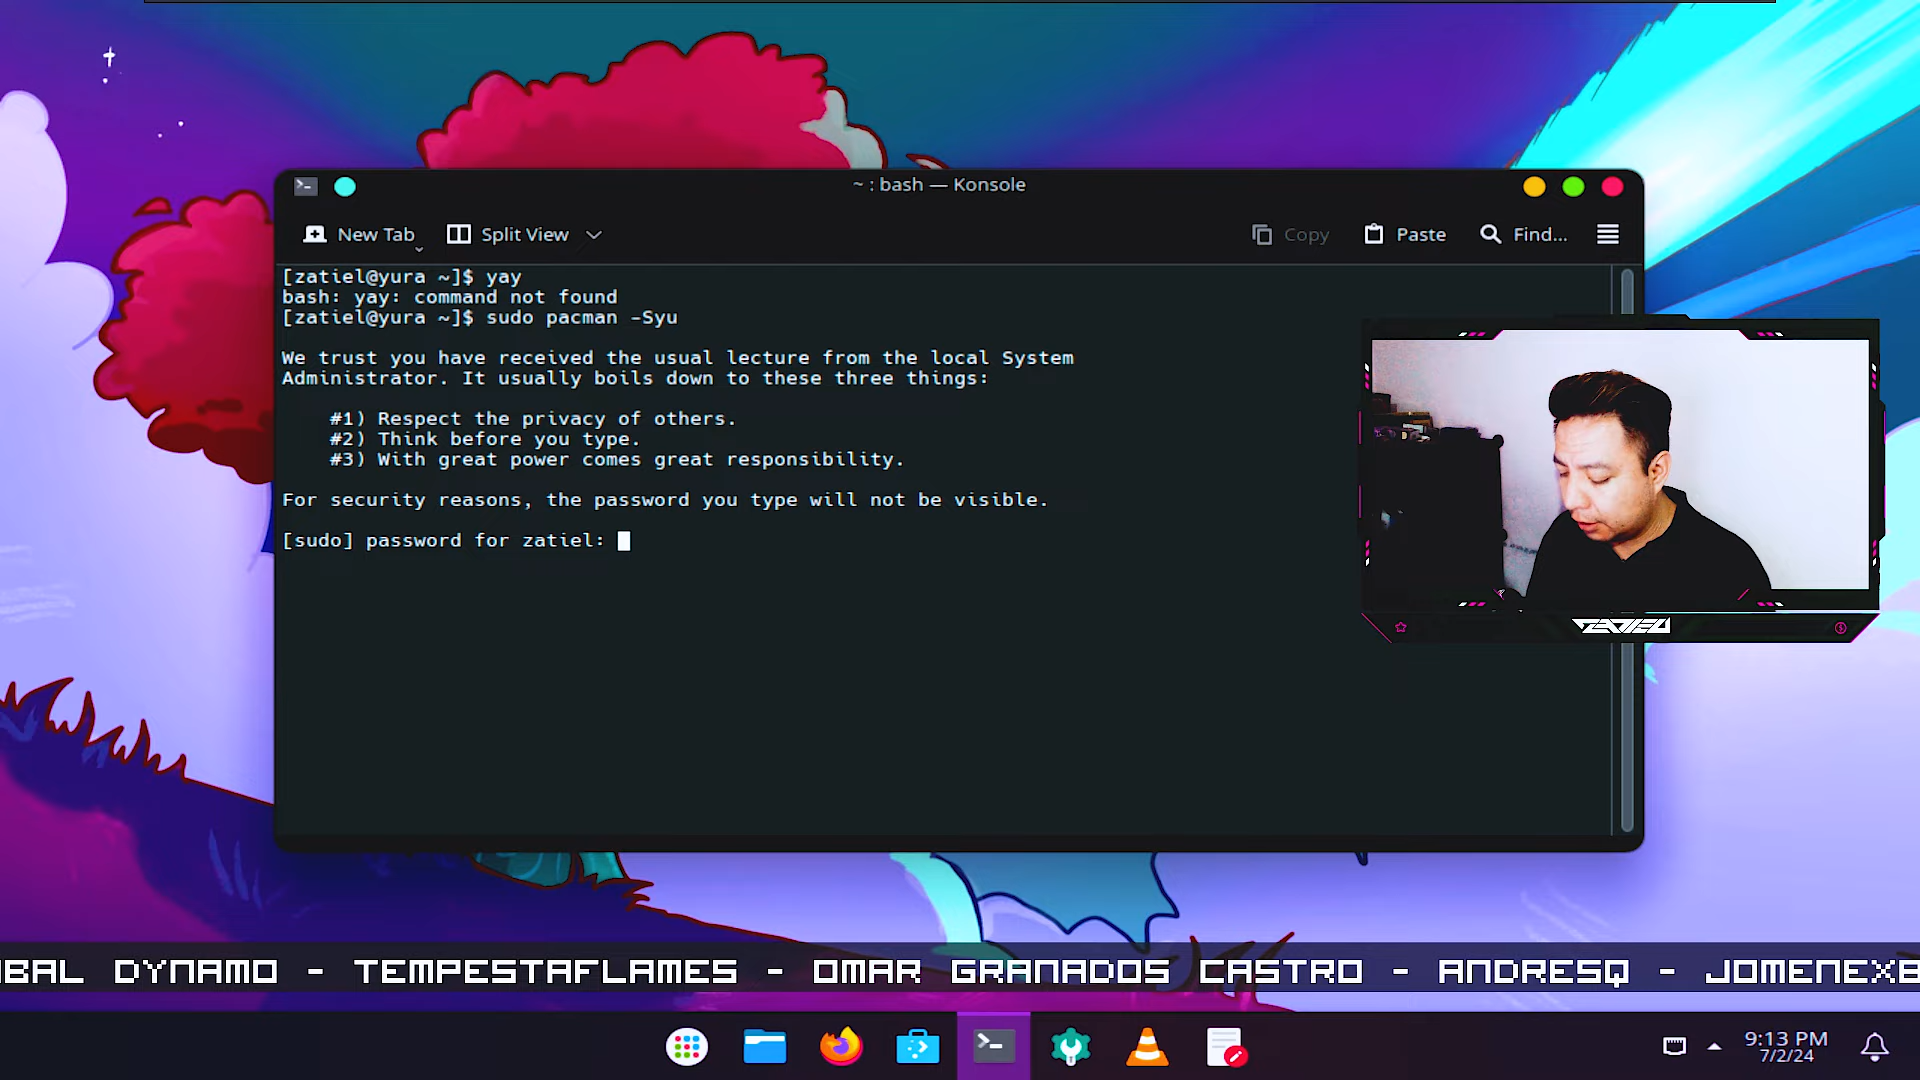 ~ : bash — Konsole
New Tab
Split View
Copy
Paste
Find...
[zatiel@yura ~]$ yay
bash: yay: command not found
[zatiel@yura ~]$ sudo pacman -Syu
We trust you have received the usual lecture from the local System
Administrator. It usually boils down to these three things:
#1) Respect the privacy of others.
#2) Think before you type.
#3) With great power comes great responsibility.
For security reasons, the password you type will not be visible.
[sudo] password for zatiel:
ZATIEL
BAL DYNAMO - TEMPESTAFLAMES - OMAR GRANADOS CASTRO - ANDRESQ - JOMENEX
9:13 PM
7/2/24